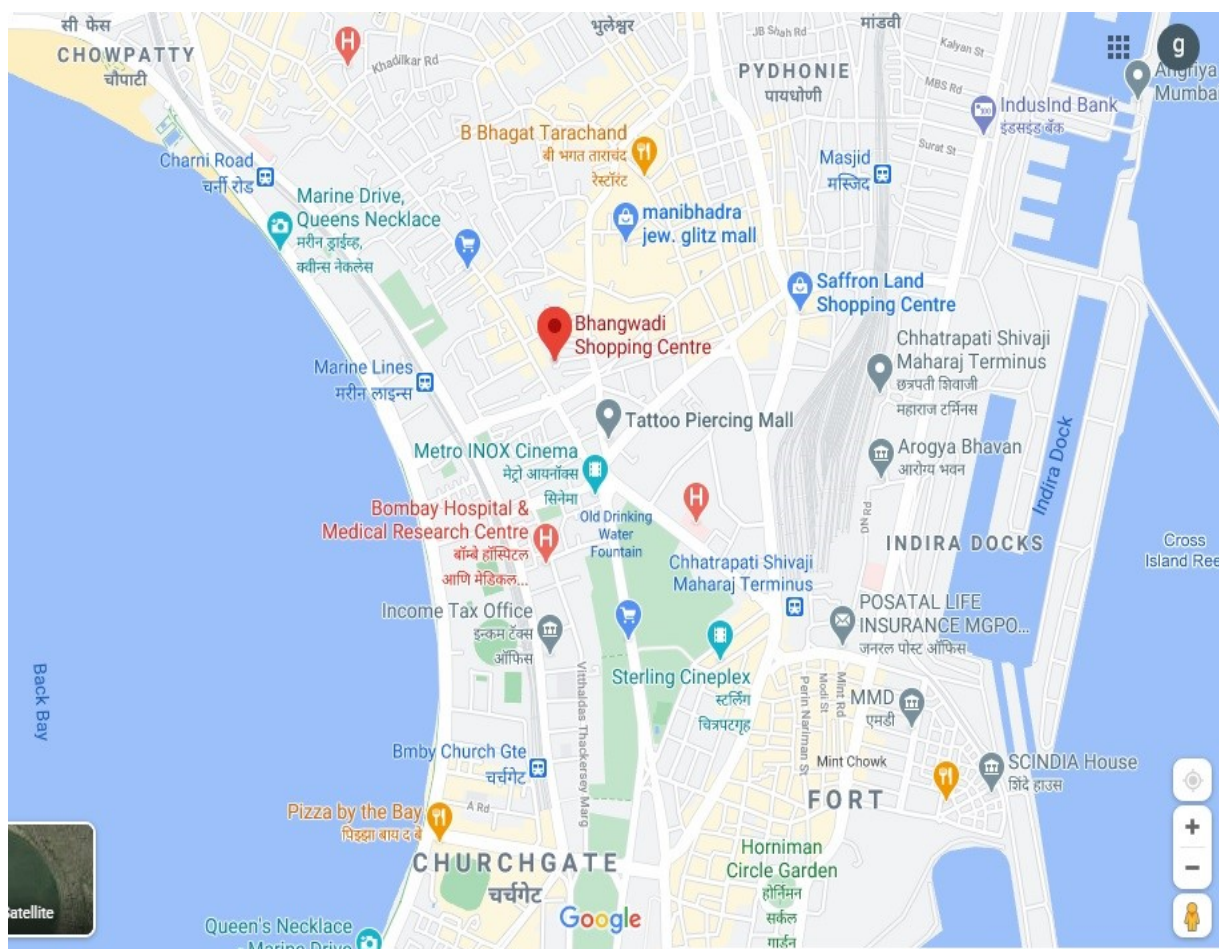 सी फेस
CHOWPATTY
चौपाटी
भुलेश्वर
मांडवी
JB Shah Rd
Kalyan St
g
Khadilkar Rd
PYDHONIE
पायधोणी
MBS Rd
Angriya
Mumba
IndusInd Bank
इंडसइंड बँक
B Bhagat Tarachand
बी भगत ताराचंद
रेस्टॉरंट
Surat St
Charni Road
चर्नी रोड
Masjid
मस्जिद
Marine Drive,
Queens Necklace
मरीन ड्राईव्ह,
क्वीन्स नेकलेस
manibhadra
jew. glitz mall
Saffron Land
Shopping Centre
Bhangwadi
Shopping Centre
Chhatrapati Shivaji
Maharaj Terminus
छत्रपती शिवाजी
महाराज टर्मिनस
Marine Lines
मरीन लाइन्स
Tattoo Piercing Mall
Metro INOX Cinema
मेट्रो आयनॉक्स
सिनेमा
Arogya Bhavan
आरोग्य भवन
Indira Dock
Bombay Hospital &
Medical Research Centre
बॉम्बे हॉस्पिटल
आणि मेडिकल...
H
H
H
Old Drinking
Water
Fountain
DN Rd
INDIRA DOCKS
Cross
Island Ree
Chhatrapati Shivaji
Maharaj Terminus
Income Tax Office
इन्कम टॅक्स
ऑफिस
POSATAL LIFE
INSURANCE MGPO...
जनरल पोस्ट ऑफिस
Back Bay
Vitthaldas Thackersey Marg
Sterling Cineplex
स्टर्लिंग
चित्रपटगृह
Perin Nariman St
Modi St
Mint Rd
MMD
एमडी
Bmby Church Gte
चर्चगेट
Mint Chowk
SCINDIA House
शिंदे हाउस
FORT
A Rd
Pizza by the Bay
पिझ्झा बाय द बे
CHURCHGATE
चर्चगेट
Horniman
Circle Garden
हॉर्निमन
सर्कल
गार्डन
Satellite
Google
Queen's Necklace
Marine Drive
+
−